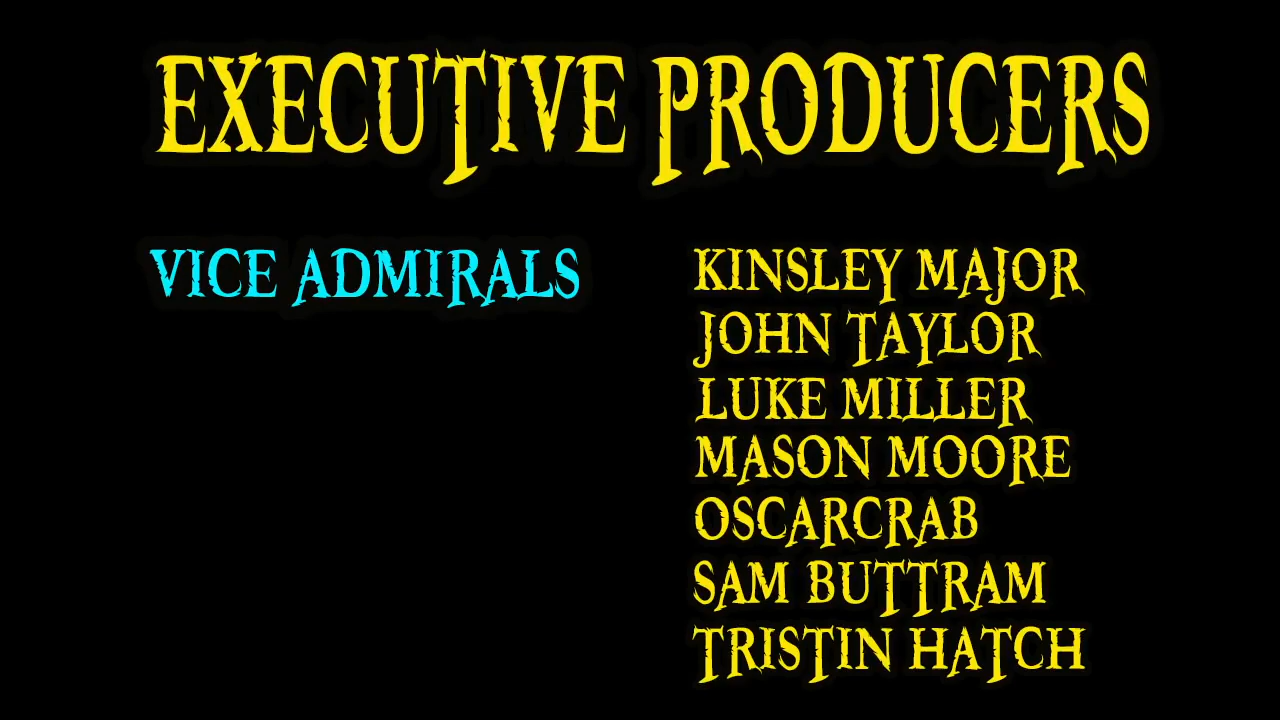 EXECUTIVE PRODUCERS
VICE ADMIRALS KINSLEY MAJOR
JOHN TAYLOR
LUKE MILLER
MASON MOORE
OSCARCRAB
SAM BUTTRAM
TRISTIN HATCH